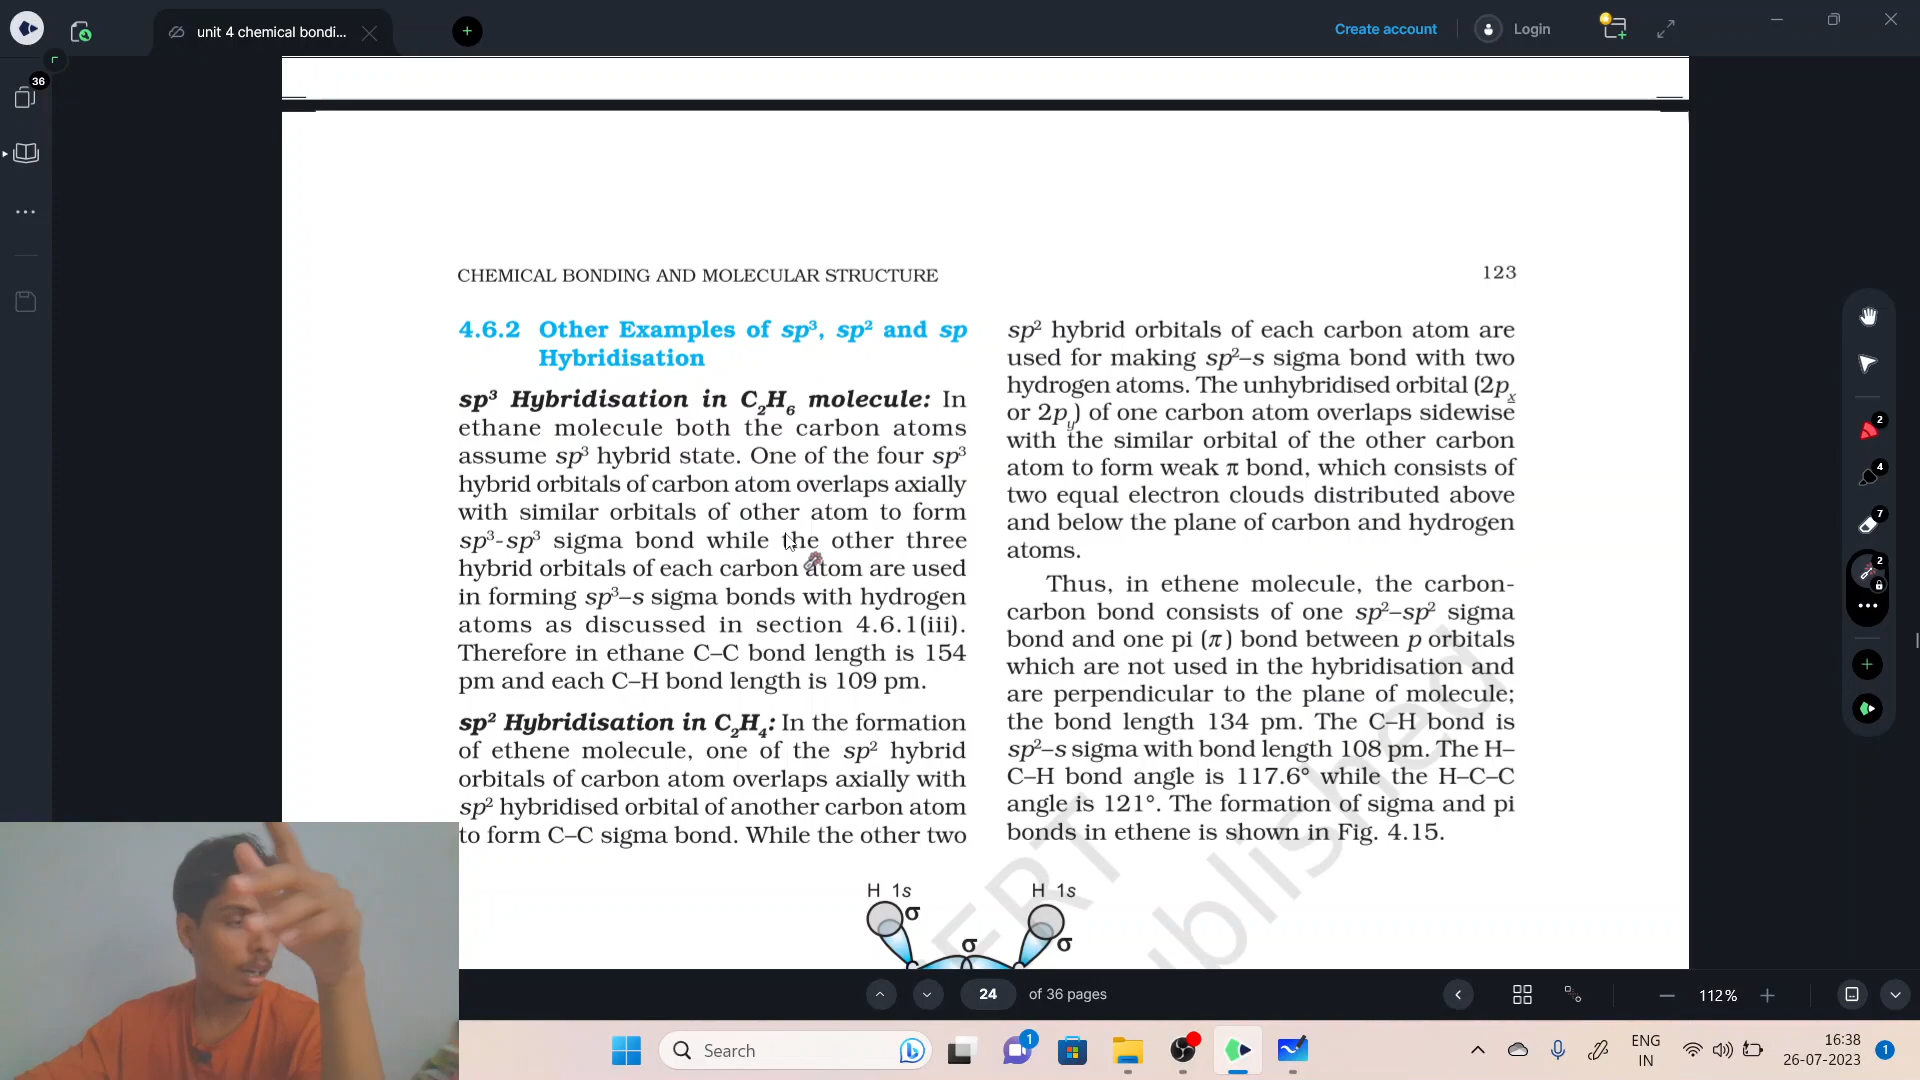 unit 4 chemical bondi...
Create account
Login
36
CHEMICAL BONDING AND MOLECULAR STRUCTURE
123
4.6.2 Other Examples of sp³, sp² and sp
Hybridisation
sp³ Hybridisation in C₂H₆ molecule: In
ethane molecule both the carbon atoms
assume sp³ hybrid state. One of the four sp³
hybrid orbitals of carbon atom overlaps axially
with similar orbitals of other atom to form
sp³-sp³ sigma bond while the other three
hybrid orbitals of each carbon atom are used
in forming sp³–s sigma bonds with hydrogen
atoms as discussed in section 4.6.1(iii).
Therefore in ethane C–C bond length is 154
pm and each C–H bond length is 109 pm.
sp² Hybridisation in C₂H₄: In the formation
of ethene molecule, one of the sp² hybrid
orbitals of carbon atom overlaps axially with
sp² hybridised orbital of another carbon atom
to form C–C sigma bond. While the other two
sp² hybrid orbitals of each carbon atom are
used for making sp²–s sigma bond with two
hydrogen atoms. The unhybridised orbital (2pₓ
or 2p_y) of one carbon atom overlaps sidewise
with the similar orbital of the other carbon
atom to form weak π bond, which consists of
two equal electron clouds distributed above
and below the plane of carbon and hydrogen
atoms.
Thus, in ethene molecule, the carbon-
carbon bond consists of one sp²–sp² sigma
bond and one pi (π) bond between p orbitals
which are not used in the hybridisation and
are perpendicular to the plane of molecule;
the bond length 134 pm. The C–H bond is
sp²–s sigma with bond length 108 pm. The H–
C–H bond angle is 117.6° while the H–C–C
angle is 121°. The formation of sigma and pi
bonds in ethene is shown in Fig. 4.15.
H 1s
H 1s
σ
σ
σ
ERT
blished
2
4
7
2
24 of 36 pages
112%
Search
1
ENG
IN
16:38
26-07-2023
1